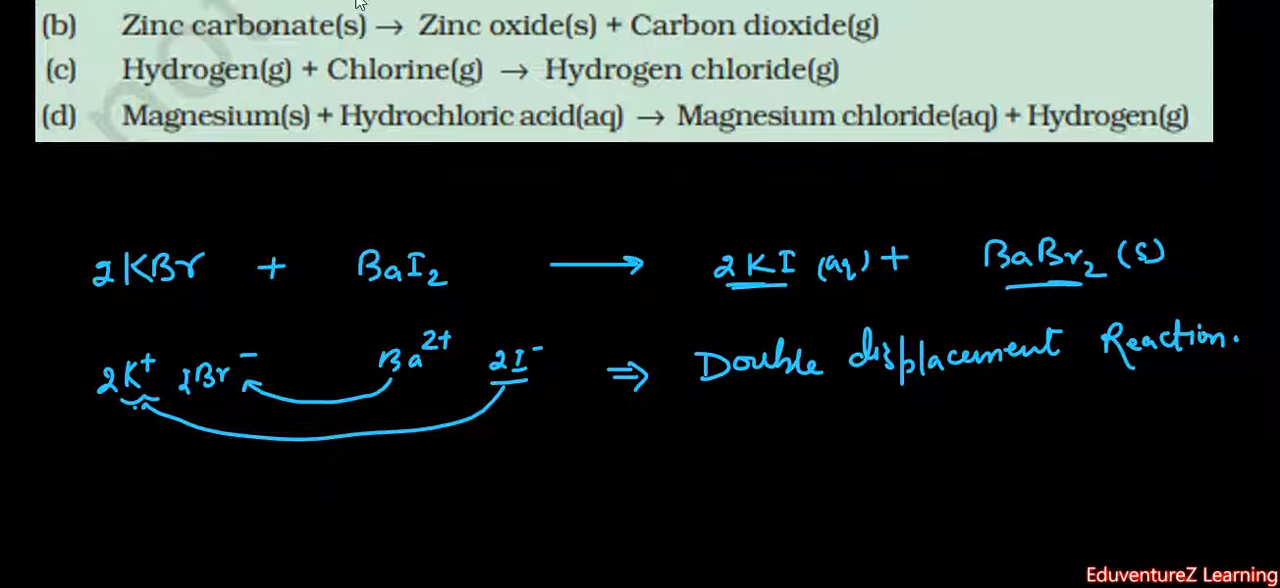 (b) Zinc carbonate(s) → Zinc oxide(s) + Carbon dioxide(g)
(c) Hydrogen(g) + Chlorine(g) → Hydrogen chloride(g)
(d) Magnesium(s) + Hydrochloric acid(aq) → Magnesium chloride(aq) + Hydrogen(g)
2KBr + BaI₂ → 2KI (aq) + BaBr₂ (s)
2K⁺ 2Br⁻ Ba²⁺ 2I⁻ ⇒ Double displacement Reaction.
EduventureZ Learning